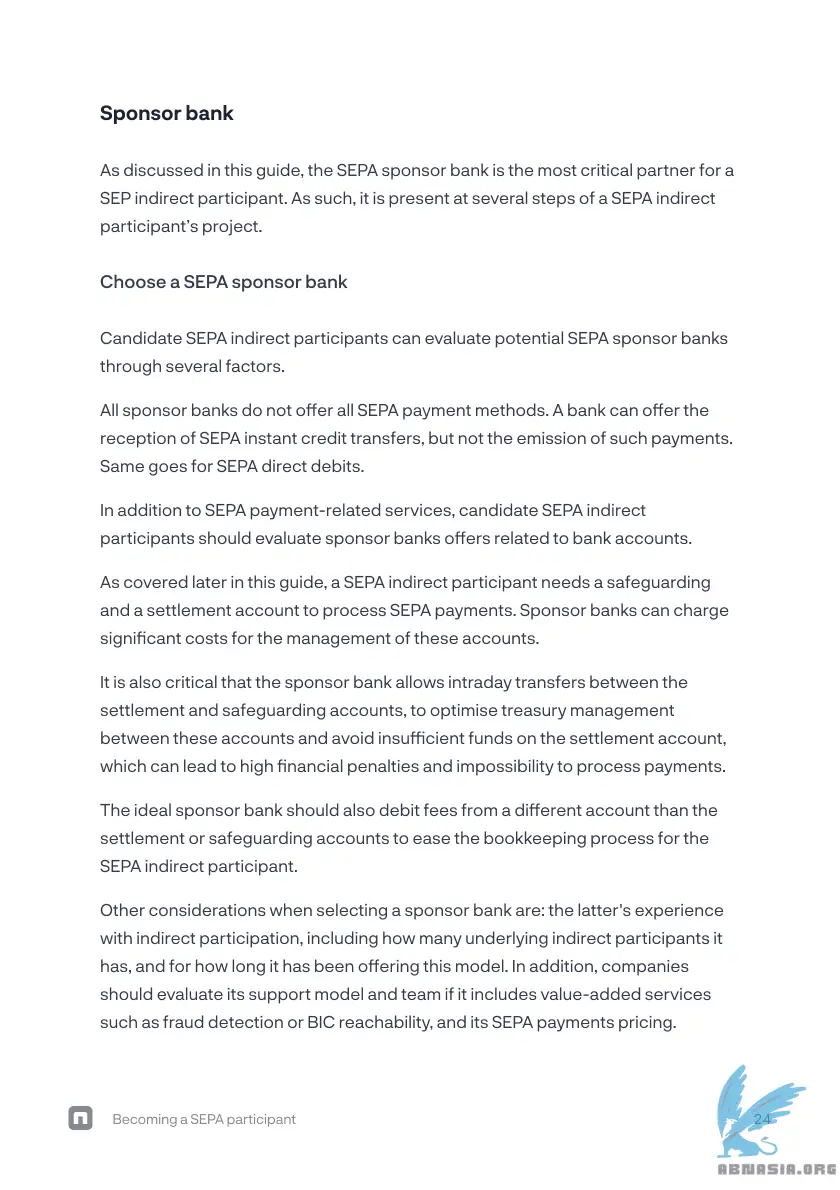 Sponsor bank
As discussed in this guide, the SEPA sponsor bank is the most critical partner for a
SEP indirect participant. As such, it is present at several steps of a SEPA indirect
participant’s project.
Choose a SEPA sponsor bank
Candidate SEPA indirect participants can evaluate potential SEPA sponsor banks
through several factors.
All sponsor banks do not offer all SEPA payment methods. A bank can offer the
reception of SEPA instant credit transfers, but not the emission of such payments.
Same goes for SEPA direct debits.
In addition to SEPA payment-related services, candidate SEPA indirect
participants should evaluate sponsor banks offers related to bank accounts.
As covered later in this guide, a SEPA indirect participant needs a safeguarding
and a settlement account to process SEPA payments. Sponsor banks can charge
significant costs for the management of these accounts.
It is also critical that the sponsor bank allows intraday transfers between the
settlement and safeguarding accounts, to optimise treasury management
between these accounts and avoid insufficient funds on the settlement account,
which can lead to high financial penalties and impossibility to process payments.
The ideal sponsor bank should also debit fees from a different account than the
settlement or safeguarding accounts to ease the bookkeeping process for the
SEPA indirect participant.
Other considerations when selecting a sponsor bank are: the latter's experience
with indirect participation, including how many underlying indirect participants it
has, and for how long it has been offering this model. In addition, companies
should evaluate its support model and team if it includes value-added services
such as fraud detection or BIC reachability, and its SEPA payments pricing.
Becoming a SEPA participant
24
ABNASIA.ORG